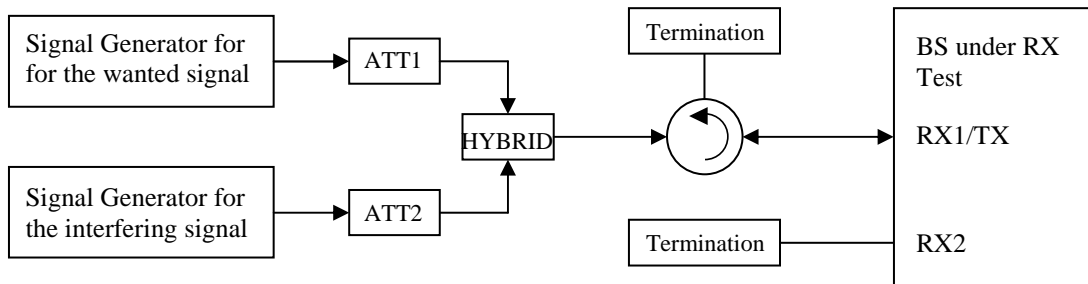 Signal Generator for
for the wanted signal
ATT1
HYBRID
Signal Generator for
the interfering signal
ATT2
Termination
Termination
BS under RX
Test
RX1/TX
RX2